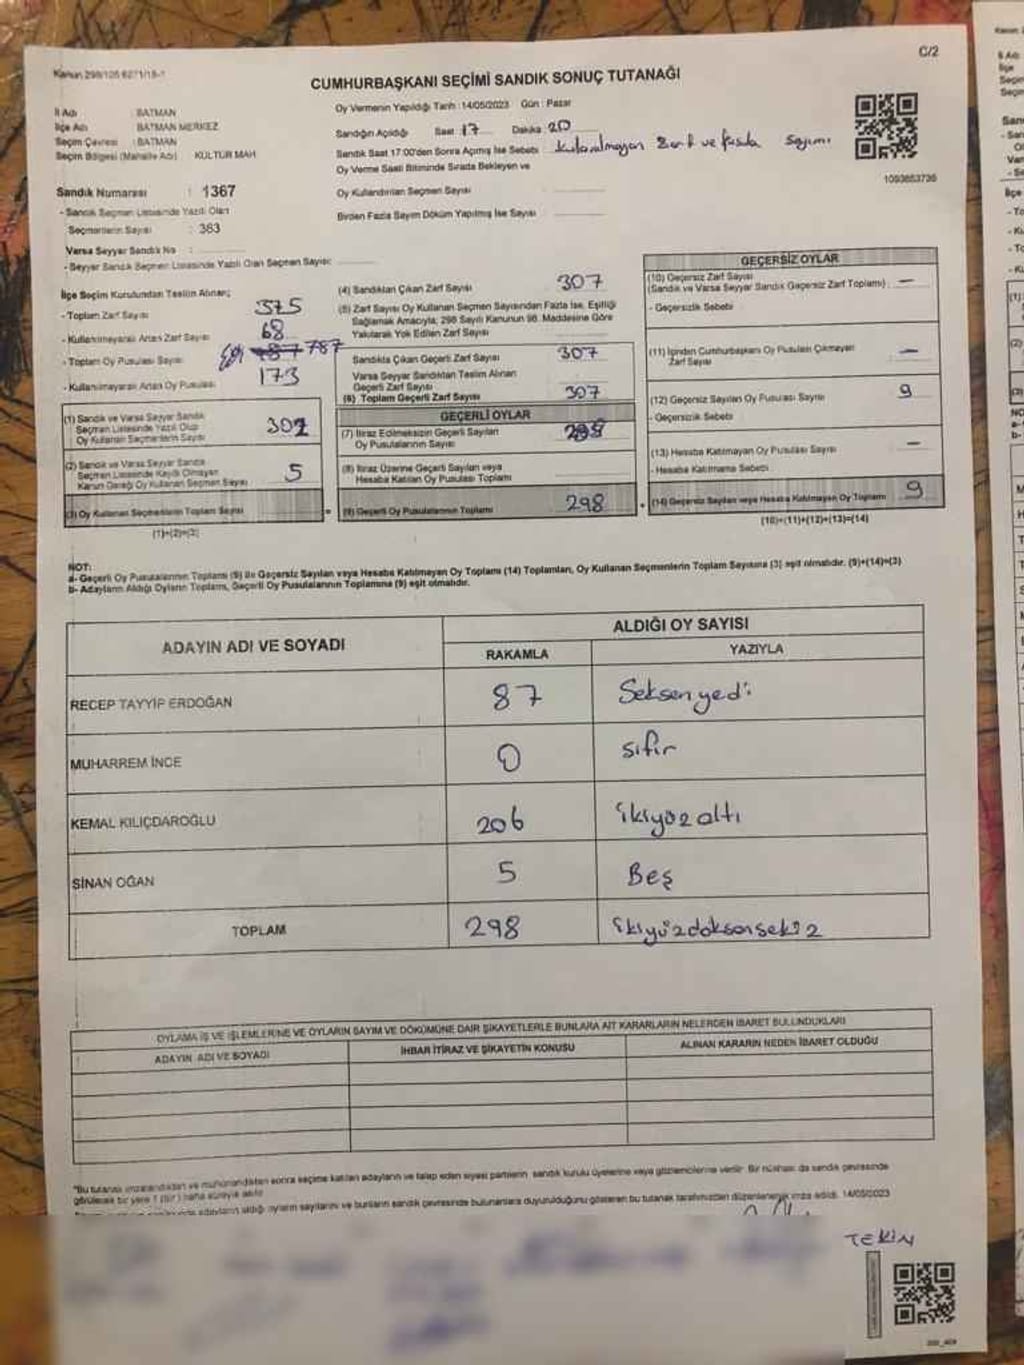 C/2
Kanun 298/105 6271/18-1
CUMHURBAŞKANI SEÇİMİ SANDIK SONUÇ TUTANAĞI
İl Adı : BATMAN
İlçe Adı : BATMAN MERKEZ
Seçim Çevresi : BATMAN
Seçim Bölgesi (Mahalle Adı) KÜLTÜR MAH
Sandık Numarası : 1367
- Sandık Seçmen Listesinde Yazılı Olan
Seçmenlerin Sayısı : 383
Varsa Seyyar Sandık No :
- Seyyar Sandık Seçmen Listesinde Yazılı Olan Seçmen Sayısı:
Oy Vermenin Yapıldığı Tarih : 14/05/2023 Gün : Pazar
Sandığın Açıldığı Saat 17 Dakika 20
Sandık Saat 17:00'den Sonra Açılmış İse Sebebi kullanılmayan zarf ve pusula sayımı
Oy Verme Saati Bitiminde Sırada Bekleyen ve
Oy Kullandırılan Seçmen Sayısı
Birden Fazla Sayım Döküm Yapılmış İse Sayısı
1093653736
İlçe Seçim Kurulundan Teslim Alınan;
- Toplam Zarf Sayısı 375
- Kullanılmayarak Artan Zarf Sayısı 68
- Toplam Oy Pusulası Sayısı 787
- Kullanılmayarak Artan Oy Pusulası 173
(1) Sandık ve Varsa Seyyar Sandık
Seçmen Listesinde Yazılı Olup
Oy Kullanan Seçmenlerin Sayısı 302
(2) Sandık ve Varsa Seyyar Sandık
Seçmen Listesinde Kaydı Olmayan
Kanun Gereği Oy Kullanan Seçmen Sayısı 5
(3) Oy Kullanan Seçmenlerin Toplam Sayısı
(1)+(2)=(3)
(4) Sandıktan Çıkan Zarf Sayısı 307
(5) Zarf Sayısı Oy Kullanan Seçmen Sayısından Fazla İse, Eşitliği
Sağlamak Amacıyla; 298 Sayılı Kanunun 98. Maddesine Göre
Yakılarak Yok Edilen Zarf Sayısı
Sandıkta Çıkan Geçerli Zarf Sayısı 307
Varsa Seyyar Sandıktan Teslim Alınan
Geçerli Zarf Sayısı
(6) Toplam Geçerli Zarf Sayısı 307
GEÇERLİ OYLAR
(7) İtiraz Edilmeksizin Geçerli Sayılan
Oy Pusulalarının Sayısı 298
(8) İtiraz Üzerine Geçerli Sayılan veya
Hesaba Katılan Oy Pusulası Toplamı
(9) Geçerli Oy Pusulalarının Toplamı 298
GEÇERSİZ OYLAR
(10) Geçersiz Zarf Sayısı
(Sandık ve Varsa Seyyar Sandık Geçersiz Zarf Toplamı) —
- Geçersizlik Sebebi
(11) İçinden Cumhurbaşkanı Oy Pusulası Çıkmayan
Zarf Sayısı —
(12) Geçersiz Sayılan Oy Pusulası Sayısı 9
- Geçersizlik Sebebi
(13) Hesaba Katılmayan Oy Pusulası Sayısı —
- Hesaba Katılmama Sebebi
(14) Geçersiz Sayılan veya Hesaba Katılmayan Oy Toplamı 9
(10)+(11)+(12)+(13)=(14)
NOT:
a- Geçerli Oy Pusulalarının Toplamı (9) ile Geçersiz Sayılan veya Hesaba Katılmayan Oy Toplamı (14) Toplamları, Oy Kullanan Seçmenlerin Toplam Sayısına (3) eşit olmalıdır. (9)+(14)=(3)
b- Adayların Aldığı Oyların Toplamı, Geçerli Oy Pusulalarının Toplamına (9) eşit olmalıdır.
ADAYIN ADI VE SOYADI
ALDIĞI OY SAYISI
RAKAMLA YAZIYLA
RECEP TAYYİP ERDOĞAN 87 Seksenyedi
MUHARREM İNCE 0 sıfır
KEMAL KILIÇDAROĞLU 206 ikiyüzaltı
SİNAN OĞAN 5 Beş
TOPLAM 298 ikiyüzdoksansekiz
OYLAMA İŞ VE İŞLEMLERİNE VE OYLARIN SAYIM VE DÖKÜMÜNE DAİR ŞİKAYETLERLE BUNLARA AİT KARARLARIN NELERDEN İBARET BULUNDUKLARI
ADAYIN ADI VE SOYADI İHBAR İTİRAZ VE ŞİKAYETİN KONUSU ALINAN KARARIN NEDEN İBARET OLDUĞU
"Bu tutanak imzalandıktan ve mühürlendikten sonra seçime katılan adayların ve talep eden siyasi partilerin sandık kurulu üyelerine veya gözlemcilerine verilir. Bir nüshası da sandık çevresinde
görülecek bir yere 1 (bir) hafta süreyle asılır.
adayların aldığı oyların sayılarını ve bunların sandık çevresinde bulunanlara duyurulduğunu gösteren bu tutanak tarafımızdan düzenlenerek imza edildi. 14/05/2023
TEKİN